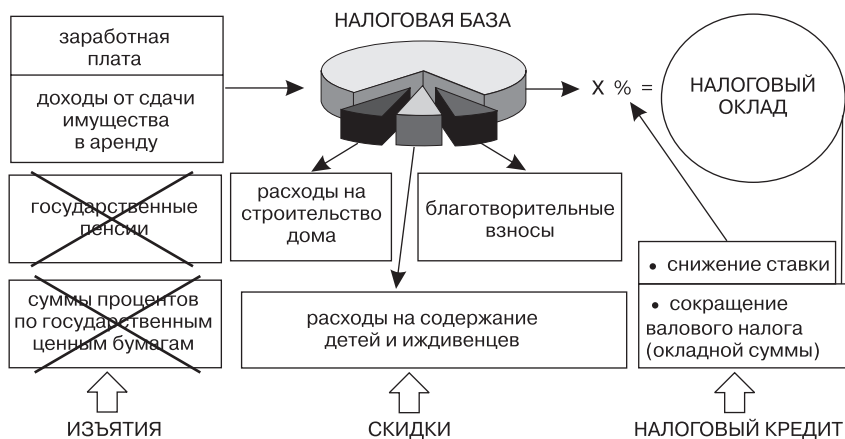 НАЛОГОВАЯ БАЗА
заработная
плата
доходы от сдачи
имущества
в аренду
Х % =
НАЛОГОВЫЙ
ОКЛАД
государственные
пенсии
расходы на
строительство
дома
благотворительные
взносы
• снижение ставки
суммы процентов
по государственным
ценным бумагам
расходы на содержание
детей и иждивенцев
• сокращение
валового налога
(окладной суммы)
ИЗЪЯТИЯ
СКИДКИ
НАЛОГОВЫЙ КРЕДИТ